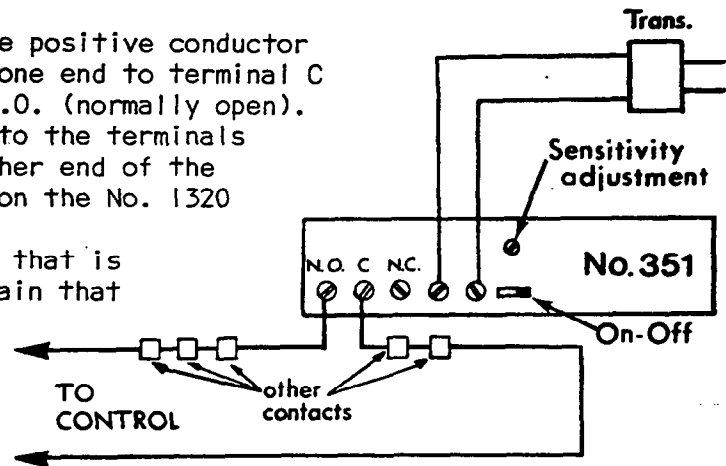 e positive conductor
one end to terminal C
.O. (normally open).
to the terminals
her end of the
on the No. 1320
that is
ain that
Trans.
Sensitivity
adjustment
N.O. C N.C.
No. 351
On-Off
other
contacts
TO
CONTROL